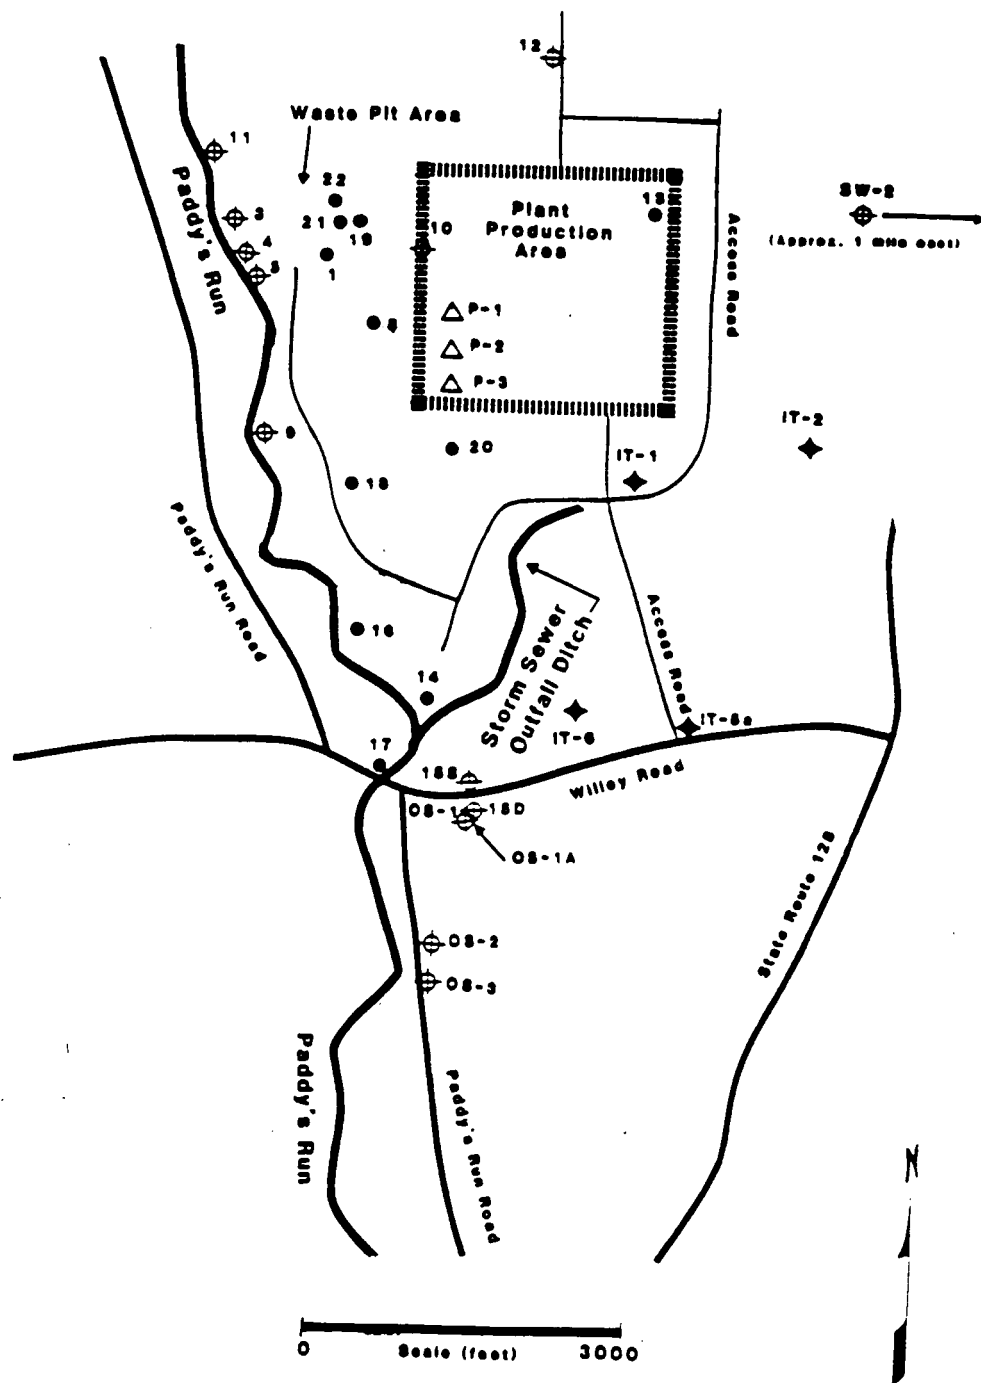 12
Waste Pit Area
11
22
3
21
19
4
5
1
10
Plant
Production
Area
13
SW-2
(Approx. 1 mile east)
Paddy's Run
Access Road
8
P-1
P-2
P-3
9
20
IT-1
IT-2
18
Paddy's Run Road
Storm Sewer
Outfall Ditch
Access Road
16
14
IT-6
IT-5a
17
15S
Willey Road
OS-1
15D
OS-1A
State Route 128
OS-2
OS-3
Paddy's Run
Paddy's Run Road
N
0
3000
Scale (feet)